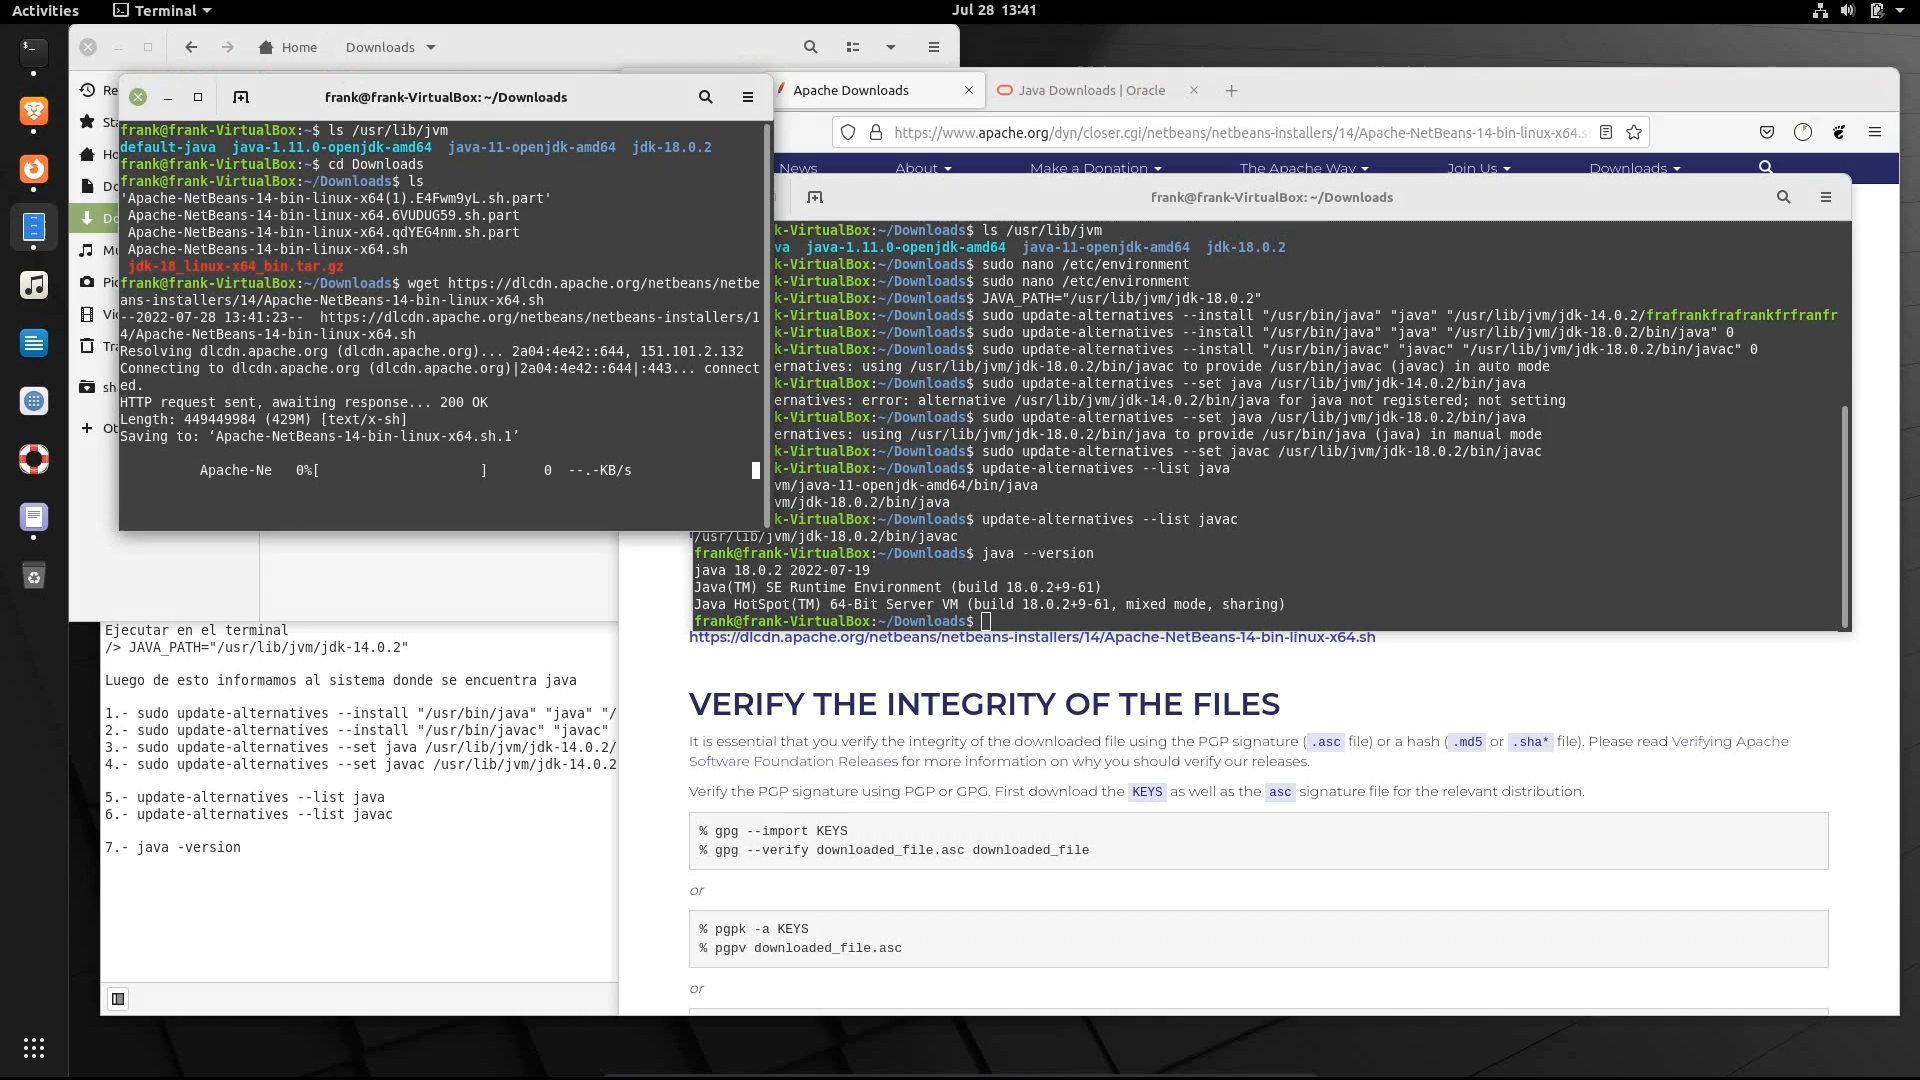 Activities
Terminal
Jul 28 13:41
Home
Downloads
frank@frank-VirtualBox: ~/Downloads
frank@frank-VirtualBox:~$ ls /usr/lib/jvm
default-java java-1.11.0-openjdk-amd64 java-11-openjdk-amd64 jdk-18.0.2
frank@frank-VirtualBox:~$ cd Downloads
frank@frank-VirtualBox:~/Downloads$ ls
'Apache-NetBeans-14-bin-linux-x64(1).E4Fwm9yL.sh.part'
Apache-NetBeans-14-bin-linux-x64.6VUDUG59.sh.part
Apache-NetBeans-14-bin-linux-x64.qdYEG4nm.sh.part
Apache-NetBeans-14-bin-linux-x64.sh
jdk-18_linux-x64_bin.tar.gz
frank@frank-VirtualBox:~/Downloads$ wget https://dlcdn.apache.org/netbeans/netbe
ans-installers/14/Apache-NetBeans-14-bin-linux-x64.sh
--2022-07-28 13:41:23-- https://dlcdn.apache.org/netbeans/netbeans-installers/1
4/Apache-NetBeans-14-bin-linux-x64.sh
Resolving dlcdn.apache.org (dlcdn.apache.org)... 2a04:4e42::644, 151.101.2.132
Connecting to dlcdn.apache.org (dlcdn.apache.org)|2a04:4e42::644|:443... connect
ed.
HTTP request sent, awaiting response... 200 OK
Length: 449449984 (429M) [text/x-sh]
Saving to: ‘Apache-NetBeans-14-bin-linux-x64.sh.1’
Apache-Ne 0%[ ] 0 --.-KB/s
Apache Downloads
Java Downloads | Oracle
https://www.apache.org/dyn/closer.cgi/netbeans/netbeans-installers/14/Apache-NetBeans-14-bin-linux-x64.s
News
About
Make a Donation
The Apache Way
Join Us
Downloads
frank@frank-VirtualBox: ~/Downloads
k-VirtualBox:~/Downloads$ ls /usr/lib/jvm
va java-1.11.0-openjdk-amd64 java-11-openjdk-amd64 jdk-18.0.2
k-VirtualBox:~/Downloads$ sudo nano /etc/environment
k-VirtualBox:~/Downloads$ sudo nano /etc/environment
k-VirtualBox:~/Downloads$ JAVA_PATH="/usr/lib/jvm/jdk-18.0.2"
k-VirtualBox:~/Downloads$ sudo update-alternatives --install "/usr/bin/java" "java" "/usr/lib/jvm/jdk-14.0.2/frafrankfrafrankfrfranfr
k-VirtualBox:~/Downloads$ sudo update-alternatives --install "/usr/bin/java" "java" "/usr/lib/jvm/jdk-18.0.2/bin/java" 0
k-VirtualBox:~/Downloads$ sudo update-alternatives --install "/usr/bin/javac" "javac" "/usr/lib/jvm/jdk-18.0.2/bin/javac" 0
ernatives: using /usr/lib/jvm/jdk-18.0.2/bin/javac to provide /usr/bin/javac (javac) in auto mode
k-VirtualBox:~/Downloads$ sudo update-alternatives --set java /usr/lib/jvm/jdk-14.0.2/bin/java
ernatives: error: alternative /usr/lib/jvm/jdk-14.0.2/bin/java for java not registered; not setting
k-VirtualBox:~/Downloads$ sudo update-alternatives --set java /usr/lib/jvm/jdk-18.0.2/bin/java
ernatives: using /usr/lib/jvm/jdk-18.0.2/bin/java to provide /usr/bin/java (java) in manual mode
k-VirtualBox:~/Downloads$ sudo update-alternatives --set javac /usr/lib/jvm/jdk-18.0.2/bin/javac
k-VirtualBox:~/Downloads$ update-alternatives --list java
vm/java-11-openjdk-amd64/bin/java
vm/jdk-18.0.2/bin/java
k-VirtualBox:~/Downloads$ update-alternatives --list javac
/usr/lib/jvm/jdk-18.0.2/bin/javac
frank@frank-VirtualBox:~/Downloads$ java --version
java 18.0.2 2022-07-19
Java(TM) SE Runtime Environment (build 18.0.2+9-61)
Java HotSpot(TM) 64-Bit Server VM (build 18.0.2+9-61, mixed mode, sharing)
frank@frank-VirtualBox:~/Downloads$
https://dlcdn.apache.org/netbeans/netbeans-installers/14/Apache-NetBeans-14-bin-linux-x64.sh
Ejecutar en el terminal
/> JAVA_PATH="/usr/lib/jvm/jdk-14.0.2"
Luego de esto informamos al sistema donde se encuentra java
1.- sudo update-alternatives --install "/usr/bin/java" "java" "/
2.- sudo update-alternatives --install "/usr/bin/javac" "javac"
3.- sudo update-alternatives --set java /usr/lib/jvm/jdk-14.0.2/
4.- sudo update-alternatives --set javac /usr/lib/jvm/jdk-14.0.2
5.- update-alternatives --list java
6.- update-alternatives --list javac
7.- java -version
VERIFY THE INTEGRITY OF THE FILES
It is essential that you verify the integrity of the downloaded file using the PGP signature (.asc file) or a hash (.md5 or .sha* file). Please read Verifying Apache
Software Foundation Releases for more information on why you should verify our releases.
Verify the PGP signature using PGP or GPG. First download the KEYS as well as the asc signature file for the relevant distribution.
% gpg --import KEYS
% gpg --verify downloaded_file.asc downloaded_file
or
% pgpk -a KEYS
% pgpv downloaded_file.asc
or